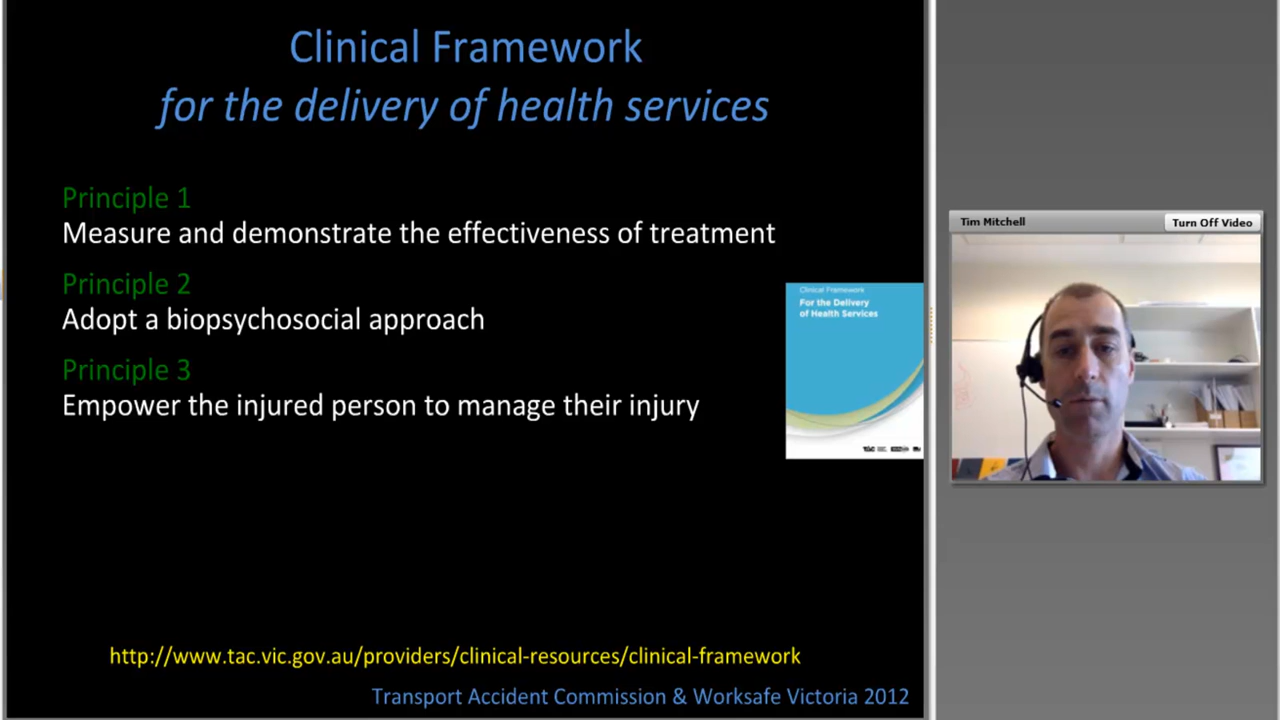 Clinical Framework
for the delivery of health services
Principle 1
Measure and demonstrate the effectiveness of treatment
Principle 2
Adopt a biopsychosocial approach
Principle 3
Empower the injured person to manage their injury
Clinical Framework
For the Delivery
of Health Services
TAC
http://www.tac.vic.gov.au/providers/clinical-resources/clinical-framework
Transport Accident Commission & Worksafe Victoria 2012
Tim Mitchell
Turn Off Video